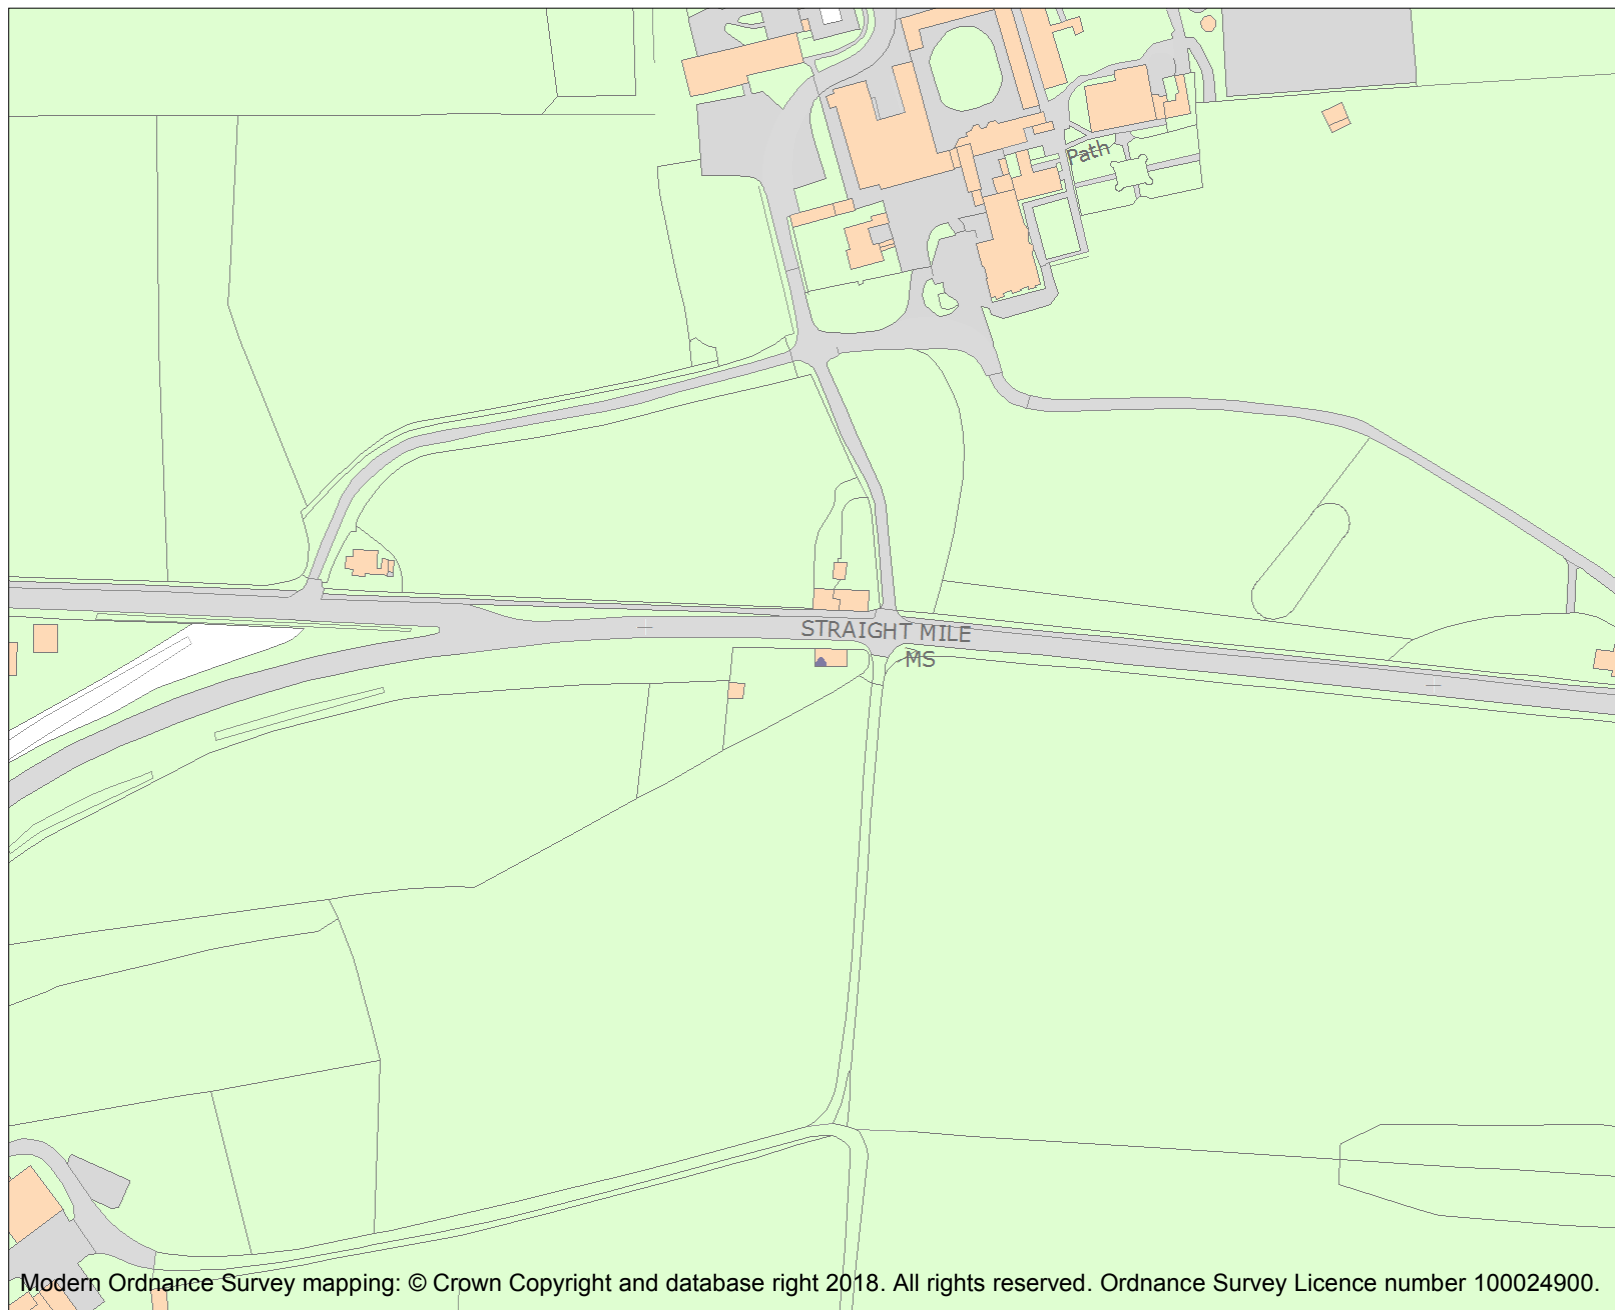 Path
STRAIGHT MILE
MS
Modern Ordnance Survey mapping: © Crown Copyright and database right 2018. All rights reserved. Ordnance Survey Licence number 100024900.